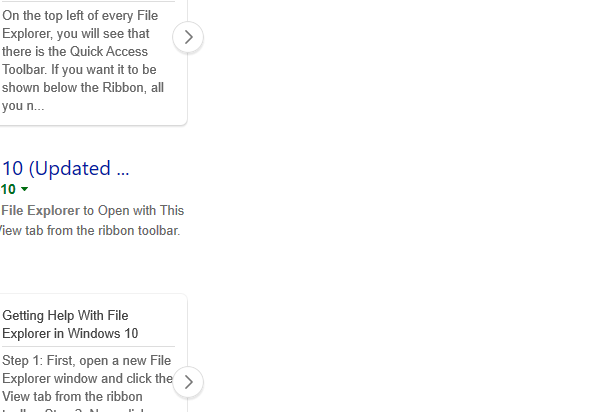 On the top left of every File
Explorer, you will see that
there is the Quick Access
Toolbar. If you want it to be
shown below the Ribbon, all
you n...
10 (Updated ...
10
File Explorer to Open with This
View tab from the ribbon toolbar.
Getting Help With File
Explorer in Windows 10
Step 1: First, open a new File
Explorer window and click the
View tab from the ribbon